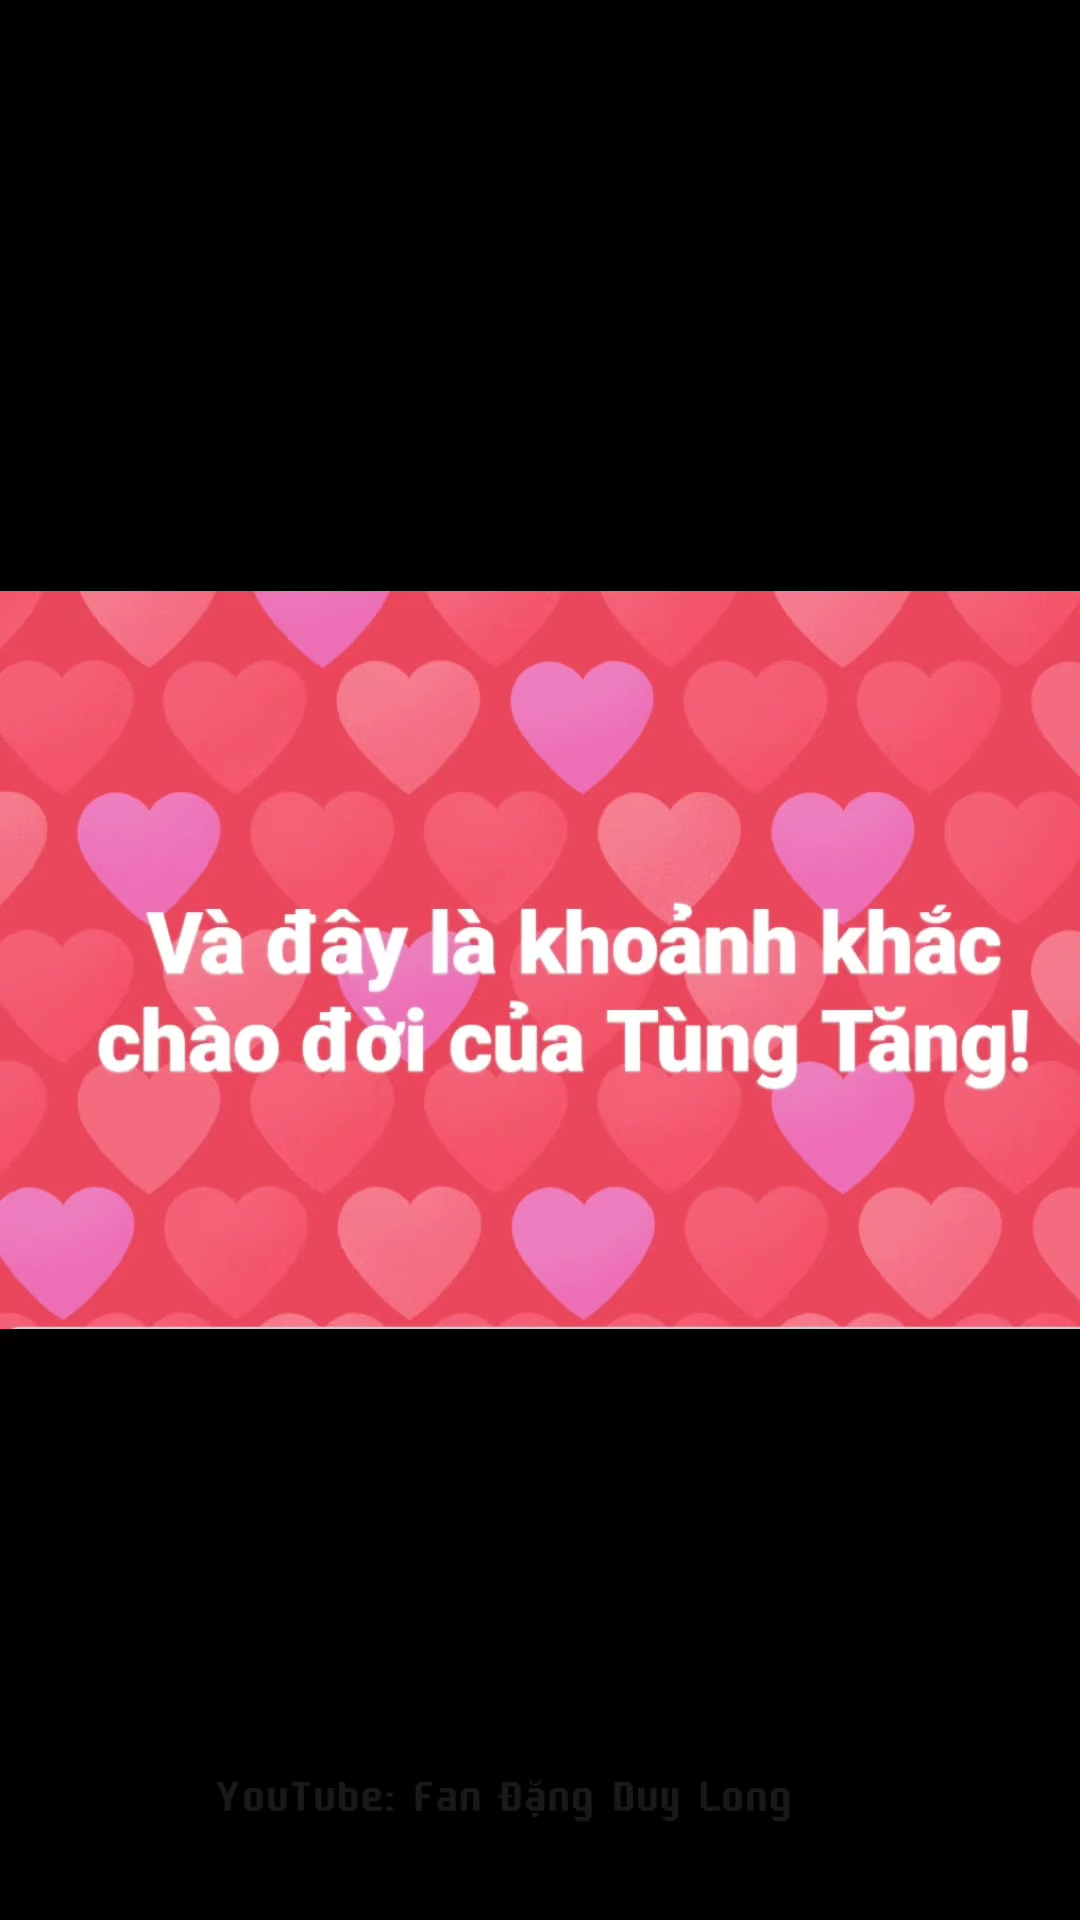 Và đây là khoảnh khắc
chào đời của Tùng Tăng!
YouTube: Fan Đặng Duy Long